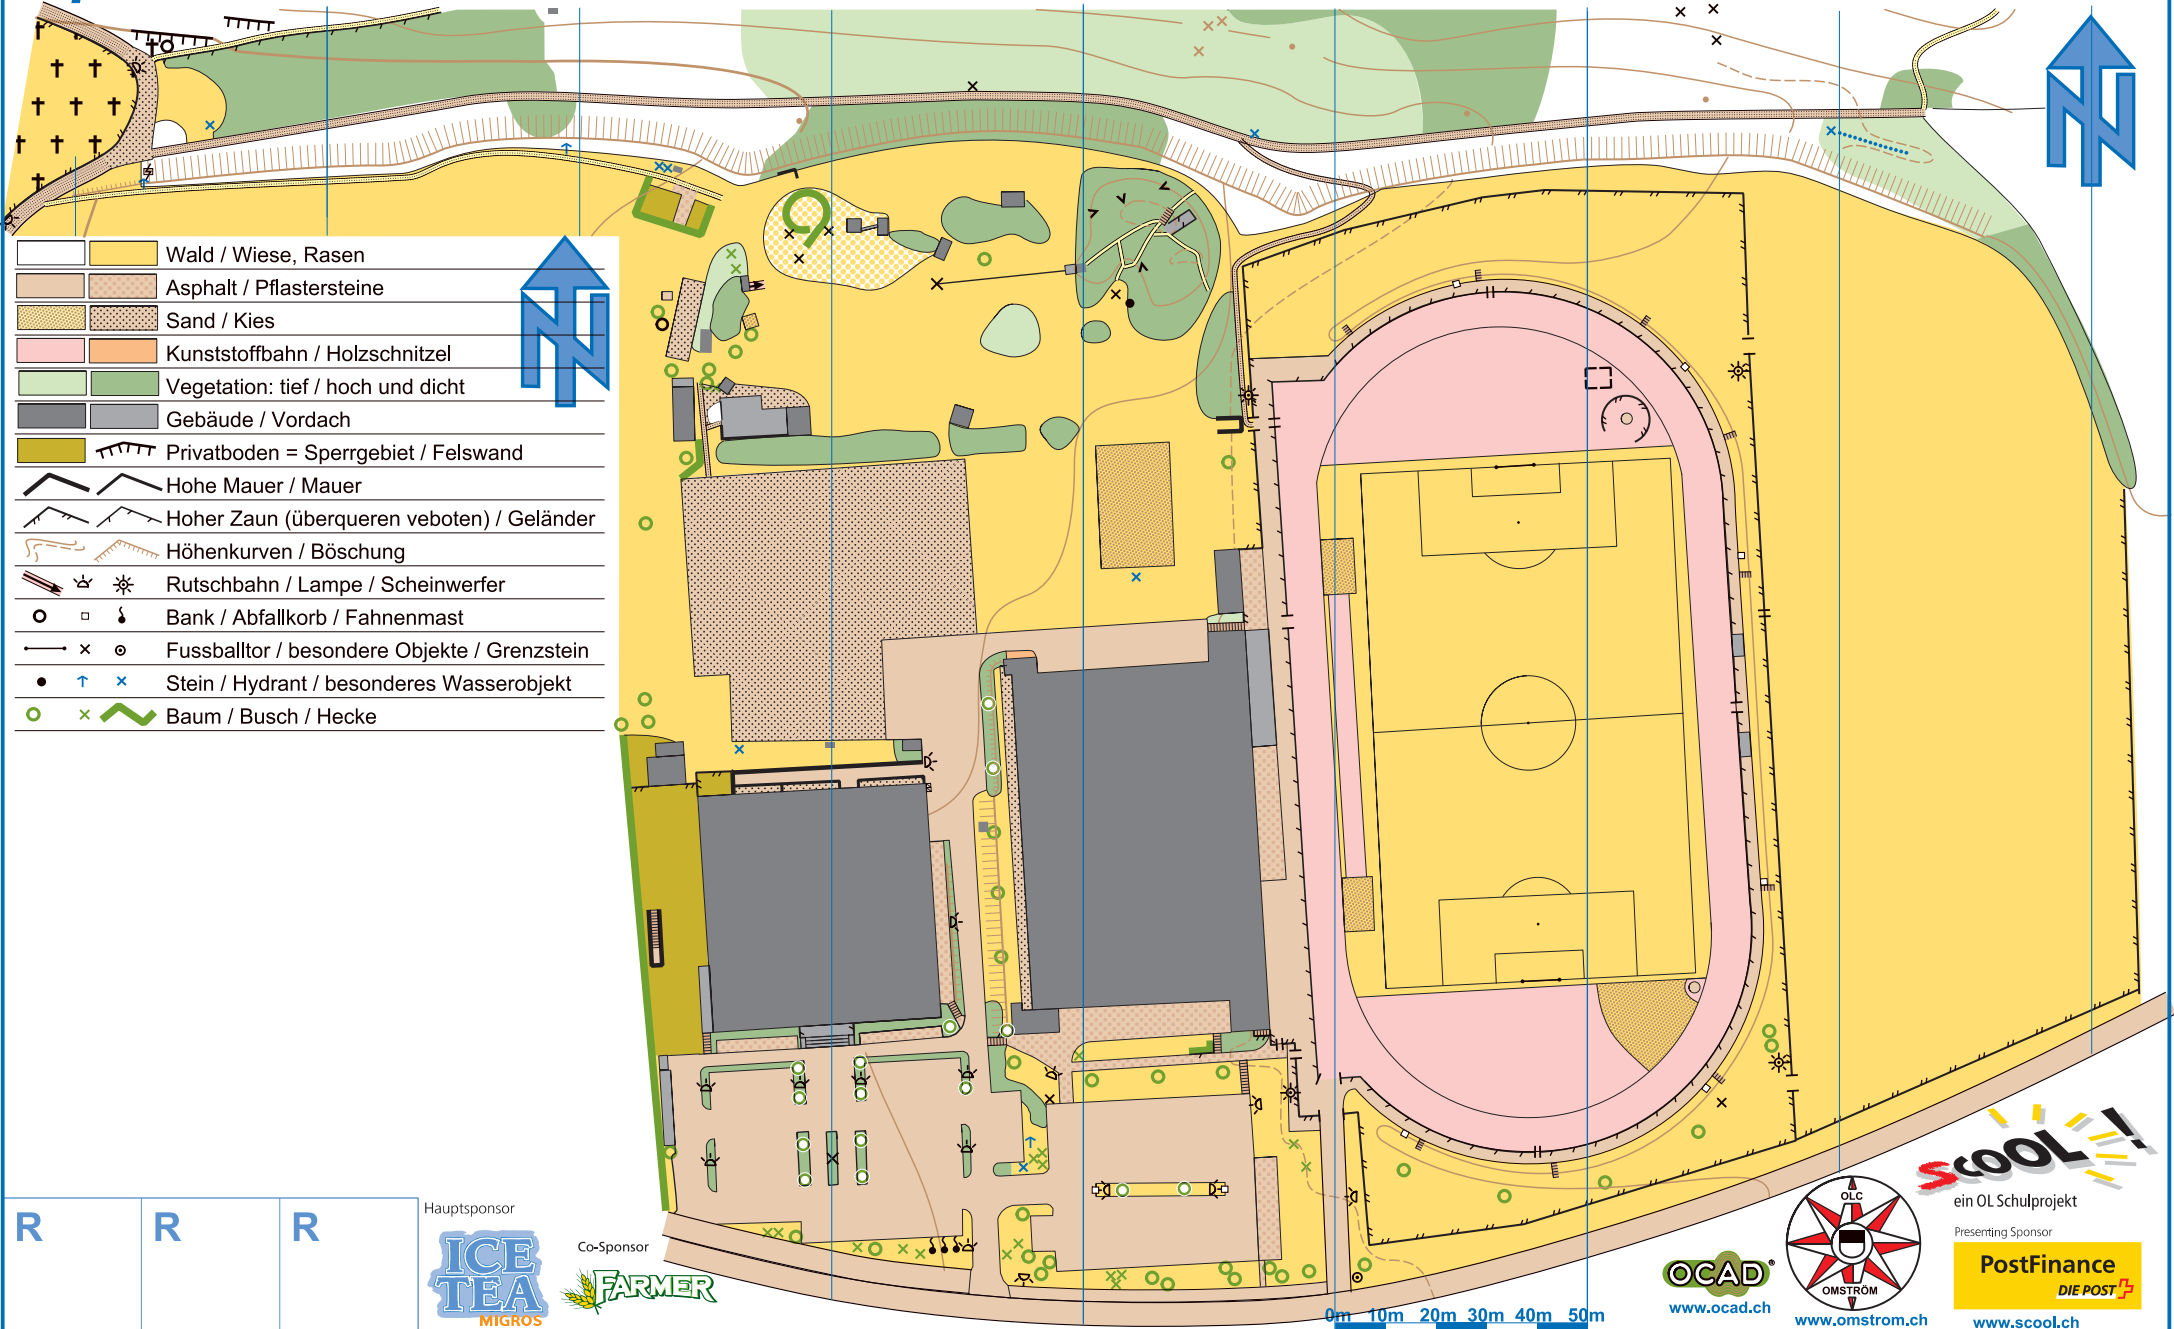 Wald / Wiese, Rasen
Asphalt / Pflastersteine
Sand / Kies
Kunststoffbahn / Holzschnitzel
Vegetation: tief / hoch und dicht
Gebäude / Vordach
Privatboden = Sperrgebiet / Felswand
Hohe Mauer / Mauer
Hoher Zaun (überqueren veboten) / Geländer
Höhenkurven / Böschung
Rutschbahn / Lampe / Scheinwerfer
Bank / Abfallkorb / Fahnenmast
Fussballtor / besondere Objekte / Grenzstein
Stein / Hydrant / besonderes Wasserobjekt
Baum / Busch / Hecke
N
N
R R R
Hauptsponsor
ICE
TEA
MIGROS
Co-Sponsor
FARMER
0m 10m 20m 30m 40m 50m
OCAD®
www.ocad.ch
OLC
OMSTRÖM
www.omstrom.ch
sCOOL!
ein OL Schulprojekt
Presenting Sponsor
PostFinance
DIE POST
www.scool.ch